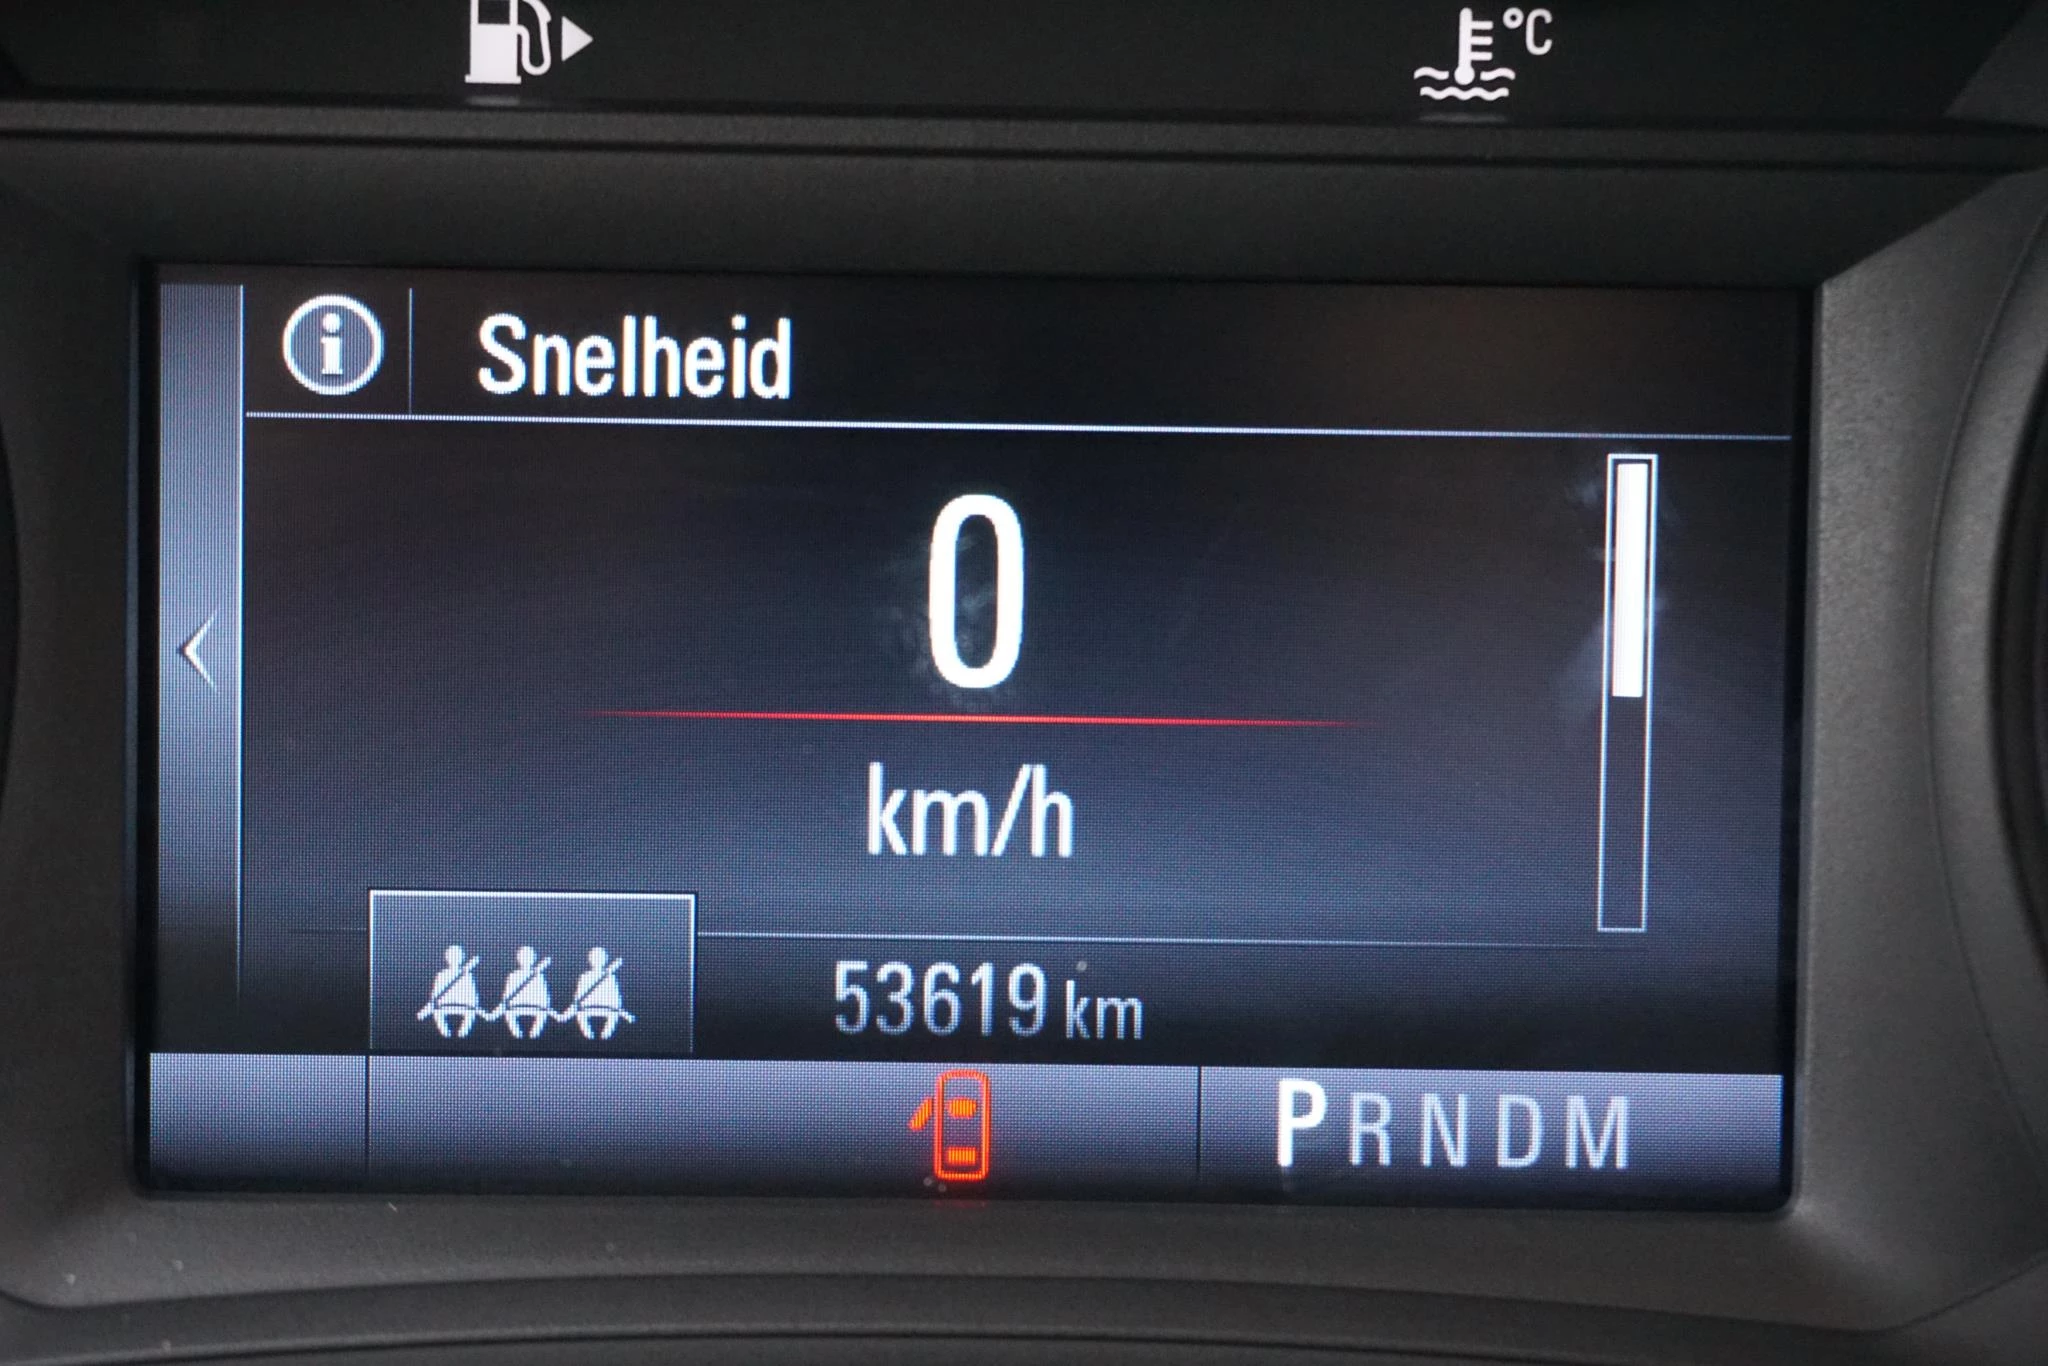 °C
Snelheid
0
km/h
53619 km
PRNDM